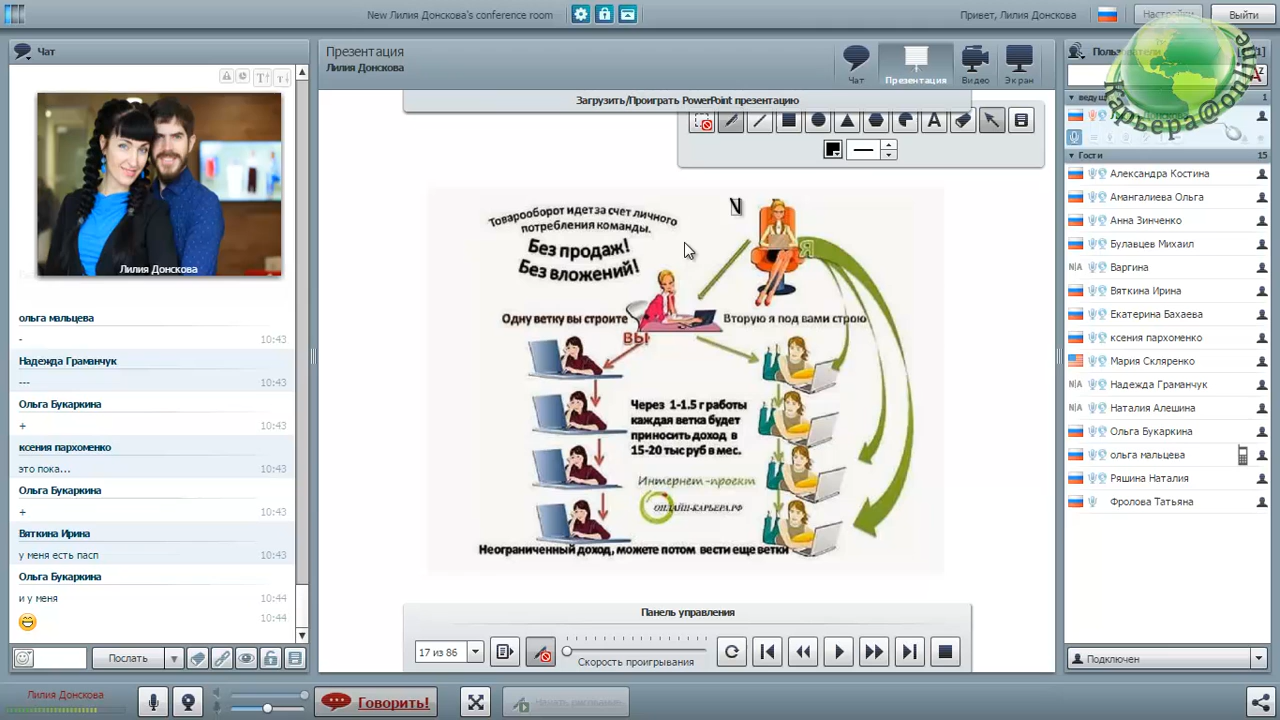 New Лилия Донскова's conference room
Привет, Лилия Донскова
Настройки
Выйти
Чат
Лилия Донскова
ольга мальцева
-
10:43
Надежда Граманчук
---
10:43
Ольга Букаркина
+
10:43
ксения пархоменко
это пока...
10:43
Ольга Букаркина
+
10:43
Вяткина Ирина
у меня есть пасп
10:43
Ольга Букаркина
и у меня
10:44
10:44
Послать
Презентация
Лилия Донскова
Чат
Презентация
Видео
Экран
Загрузить/Проиграть PowerPoint презентацию
A
Товарооборот идет за счет личного
потребления команды.
Без продаж!
Без вложений!
Я
Одну ветку вы строите
Вторую я под вами строю
ВЫ
Через 1-1.5 г работы
каждая ветка будет
приносить доход в
15-20 тыс руб в мес.
Интернет-проект
ОНЛАЙН-КАРЬЕРА.РФ
Неограниченный доход, можете потом вести еще ветки
Панель управления
17 из 86
Скорость проигрывания
Карьера@online
ведущ
1
Гости
15
Александра Костина
Амангалиева Ольга
Анна Зинченко
Булавцев Михаил
N/A Варгина
Вяткина Ирина
Екатерина Бахаева
ксения пархоменко
Мария Скляренко
N/A Надежда Граманчук
N/A Наталия Алешина
Ольга Букаркина
ольга мальцева
Ряшина Наталия
Фролова Татьяна
Подключен
Лилия Донскова
Говорить!
Начать рисование